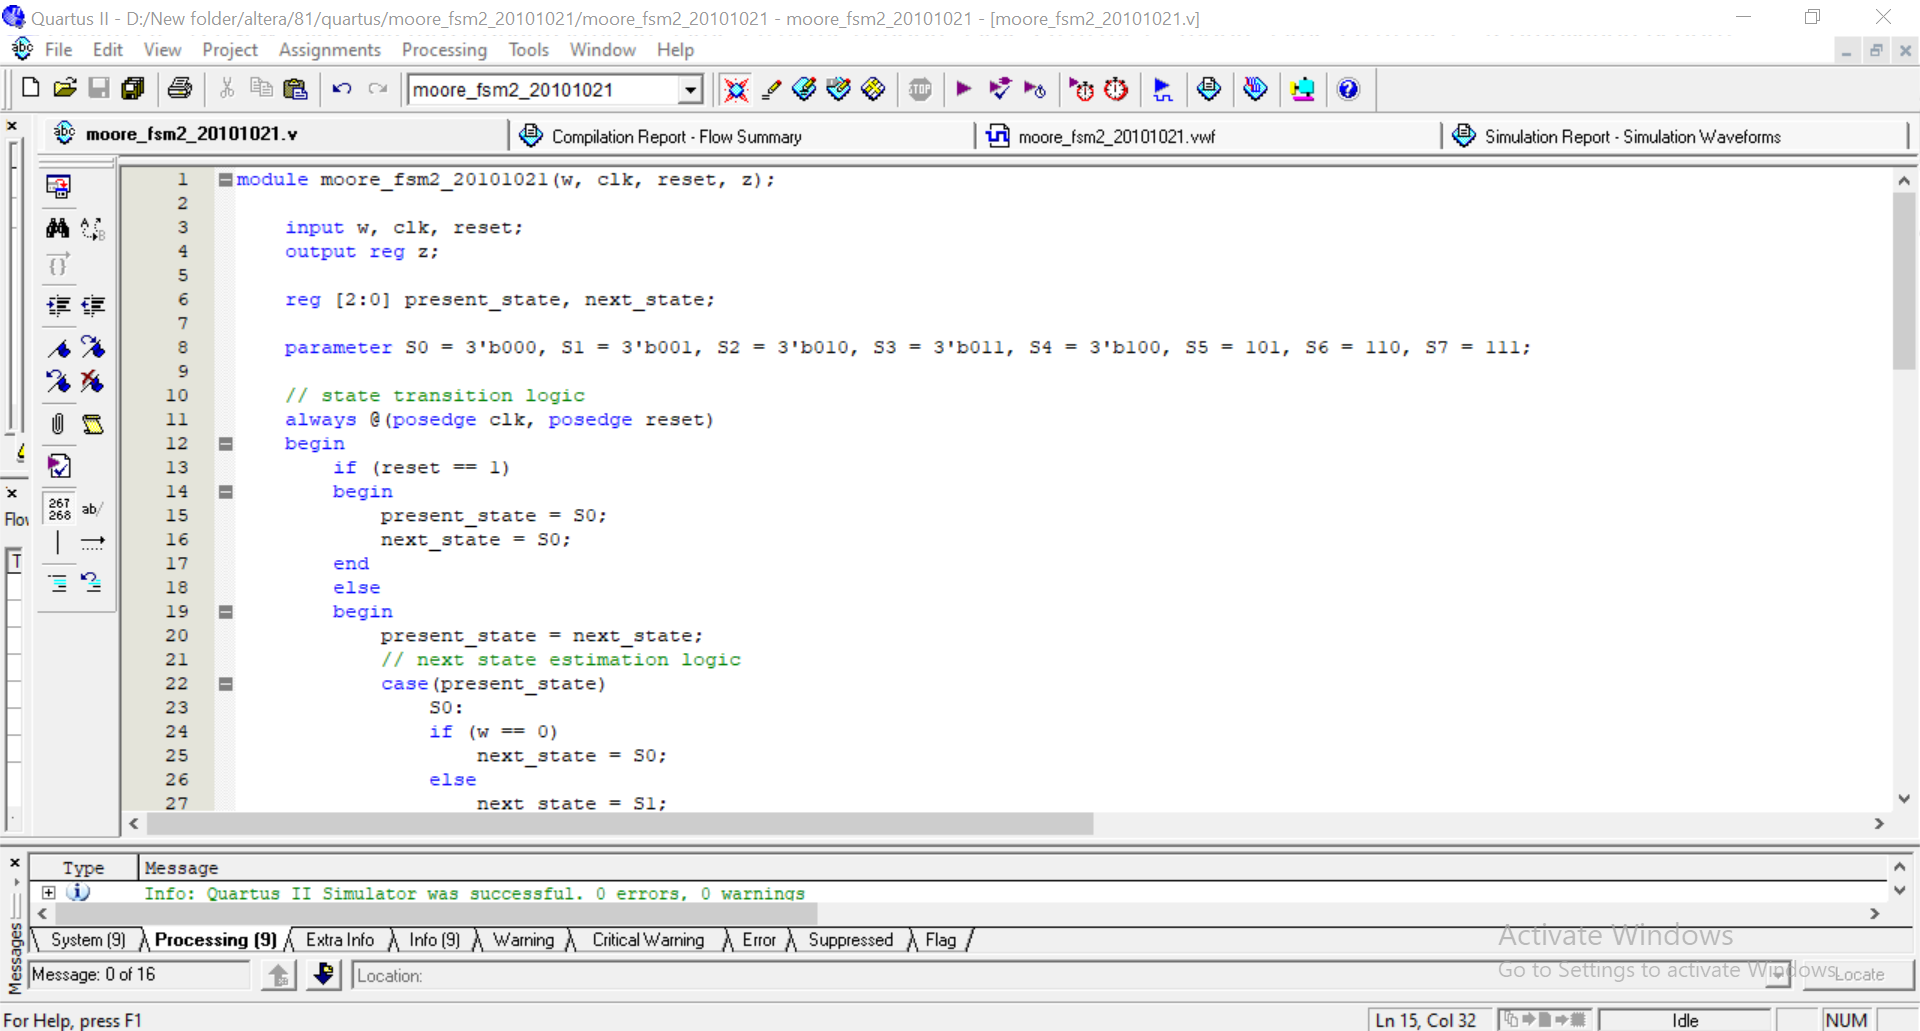 Quartus II - D:/New folder/altera/81/quartus/moore_fsm2_20101021/moore_fsm2_20101021 - moore_fsm2_20101021 - [moore_fsm2_20101021.v]
File Edit View Project Assignments Processing Tools Window Help
moore_fsm2_20101021
moore_fsm2_20101021.v Compilation Report - Flow Summary moore_fsm2_20101021.vwf Simulation Report - Simulation Waveforms
1 module moore_fsm2_20101021(w, clk, reset, z);
2
3 input w, clk, reset;
4 output reg z;
5
6 reg [2:0] present_state, next_state;
7
8 parameter S0 = 3'b000, S1 = 3'b001, S2 = 3'b010, S3 = 3'b011, S4 = 3'b100, S5 = 101, S6 = 110, S7 = 111;
9
10 // state transition logic
11 always @(posedge clk, posedge reset)
12 begin
13 if (reset == 1)
14 begin
15 present_state = S0;
16 next_state = S0;
17 end
18 else
19 begin
20 present_state = next_state;
21 // next state estimation logic
22 case(present_state)
23 S0:
24 if (w == 0)
25 next_state = S0;
26 else
27 next state = S1;
267
268
ab/
Flow
T
Type Message
Info: Quartus II Simulator was successful. 0 errors, 0 warnings
System (9) Processing (9) Extra Info Info (9) Warning Critical Warning Error Suppressed Flag
Messages
Message: 0 of 16 Location: Locate
Activate Windows
Go to Settings to activate Windows.
For Help, press F1 Ln 15, Col 32 Idle NUM